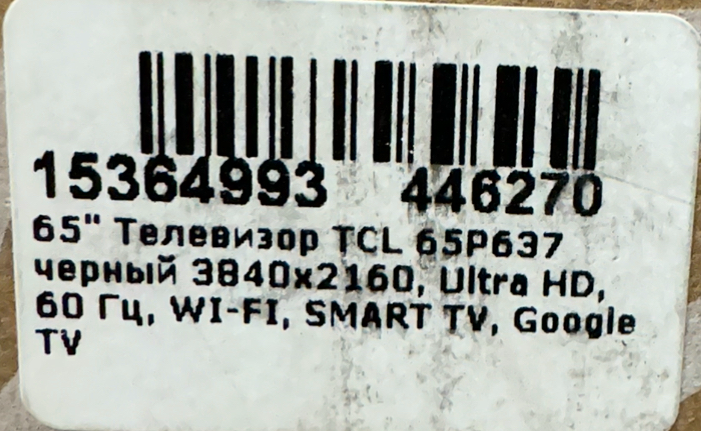 15364993 446270
65" Телевизор TCL 65P637
черный 3840x2160, Ultra HD,
60 Гц, WI-FI, SMART TV, Google
TV